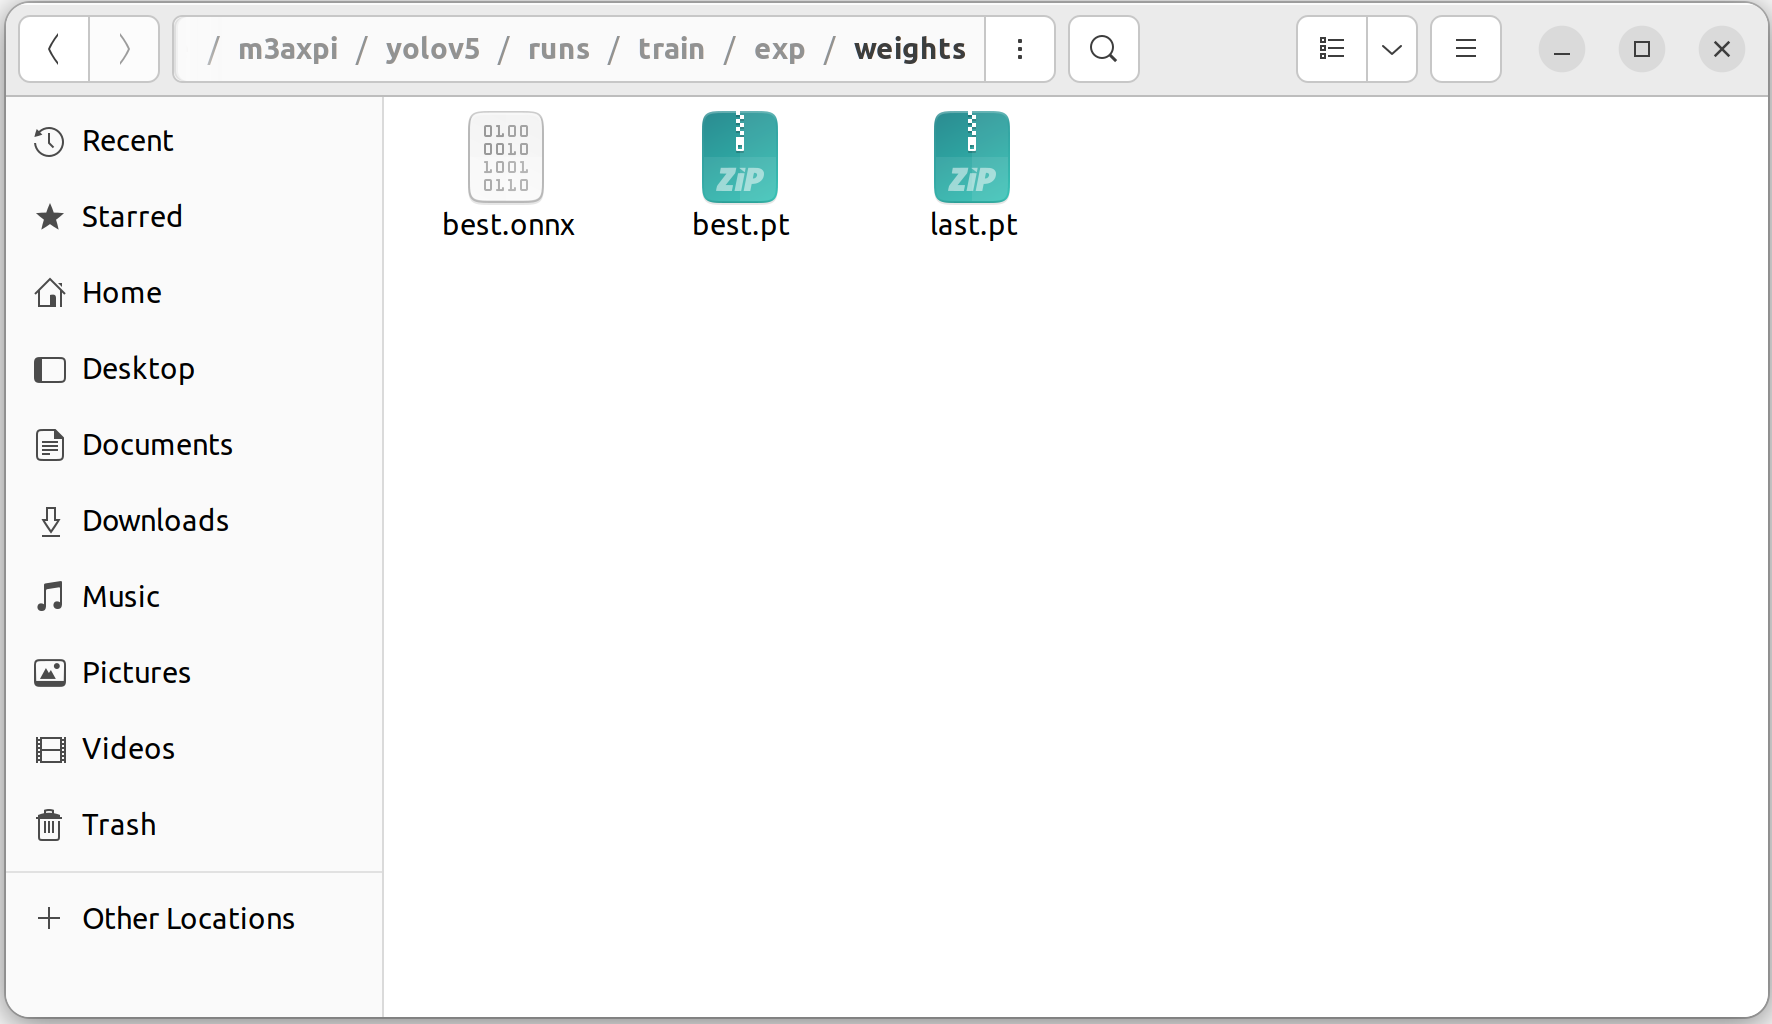 / m3axpi / yolov5 / runs / train / exp / weights
Recent
Starred
Home
Desktop
Documents
Downloads
Music
Pictures
Videos
Trash
Other Locations
0100
0010
1001
0110
best.onnx
ZiP
best.pt
ZiP
last.pt